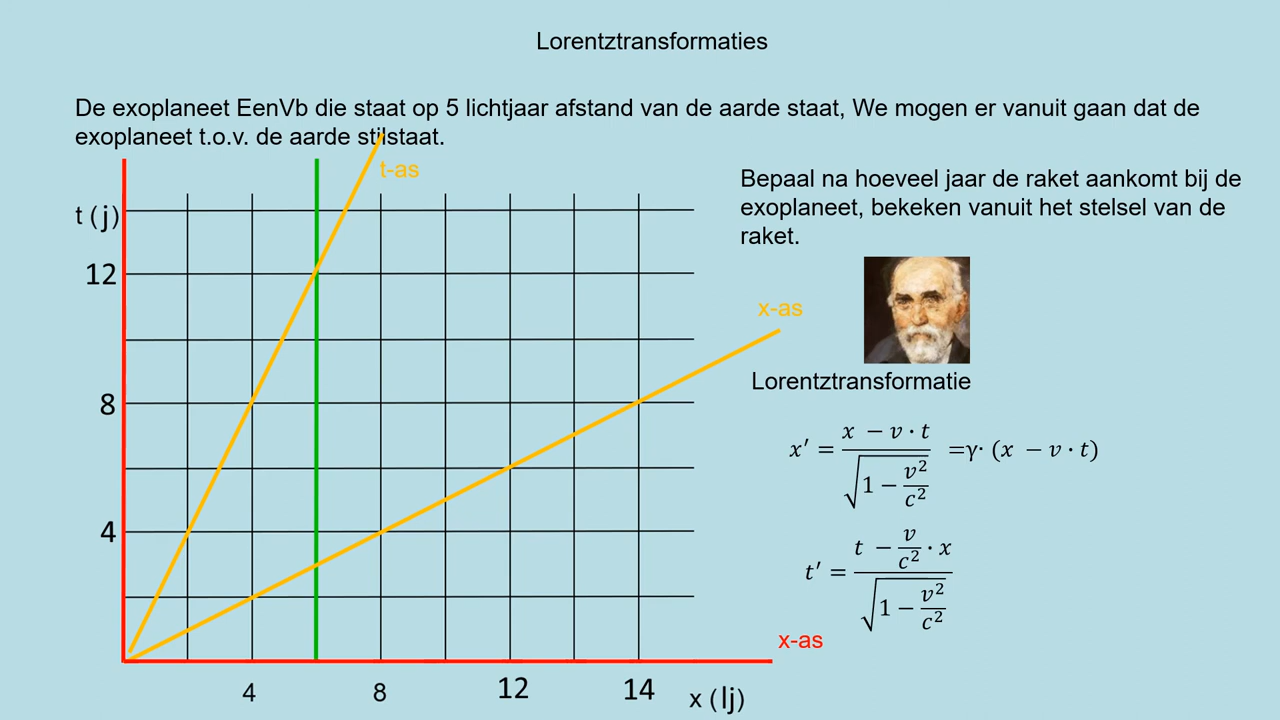 Lorentztransformaties
De exoplaneet EenVb die staat op 5 lichtjaar afstand van de aarde staat, We mogen er vanuit gaan dat de
exoplaneet t.o.v. de aarde stilstaat.
t-as
Bepaal na hoeveel jaar de raket aankomt bij de
exoplaneet, bekeken vanuit het stelsel van de
raket.
t (j)
12
x-as
Lorentztransformatie
8
x′ = (x − v · t) / √(1 − v²/c²) =γ· (x − v · t)
4
t′ = (t − v/c² · x) / √(1 − v²/c²)
x-as
4 8 12 14 x (lj)